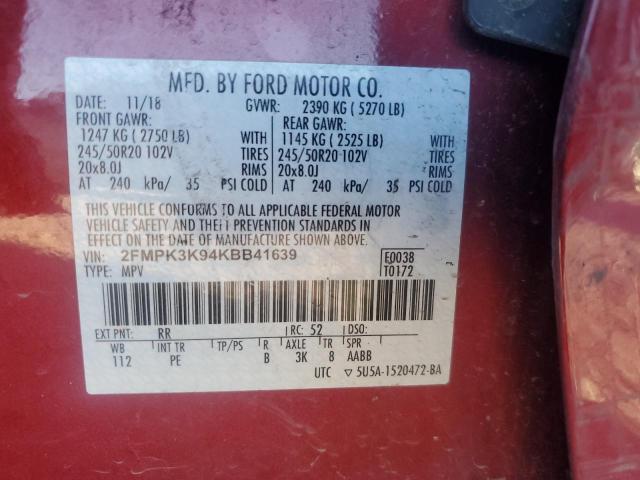 MFD. BY FORD MOTOR CO.
DATE: 11/18 GVWR: 2390 KG ( 5270 LB)
FRONT GAWR: REAR GAWR:
1247 KG ( 2750 LB) WITH 1145 KG ( 2525 LB) WITH
245/50R20 102V TIRES 245/50R20 102V TIRES
20x8.0J RIMS 20x8.0J RIMS
AT 240 kPa/ 35 PSI COLD AT 240 kPa/ 35 PSI COLD
THIS VEHICLE CONFORMS TO ALL APPLICABLE FEDERAL MOTOR
VEHICLE SAFETY AND THEFT PREVENTION STANDARDS IN
EFFECT ON THE DATE OF MANUFACTURE SHOWN ABOVE.
VIN: 2FMPK3K94KBB41639 E0038
TYPE: MPV T0172
EXT PNT: RR RC: 52 DSO:
WB INT TR TP/PS R AXLE TR SPR
112 PE B 3K 8 AABB
UTC ▽5U5A-1520472-BA